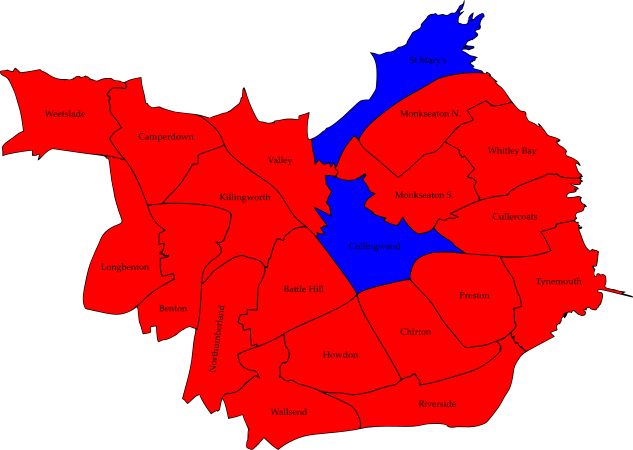 St Mary's
Weetslade
Monkseaton N.
Camperdown
Whitley Bay
Valley
Monkseaton S.
Killingworth
Cullercoats
Collingwood
Longbenton
Tynemouth
Battle Hill
Preston
Benton
Northumberland
Chirton
Howdon
Riverside
Wallsend